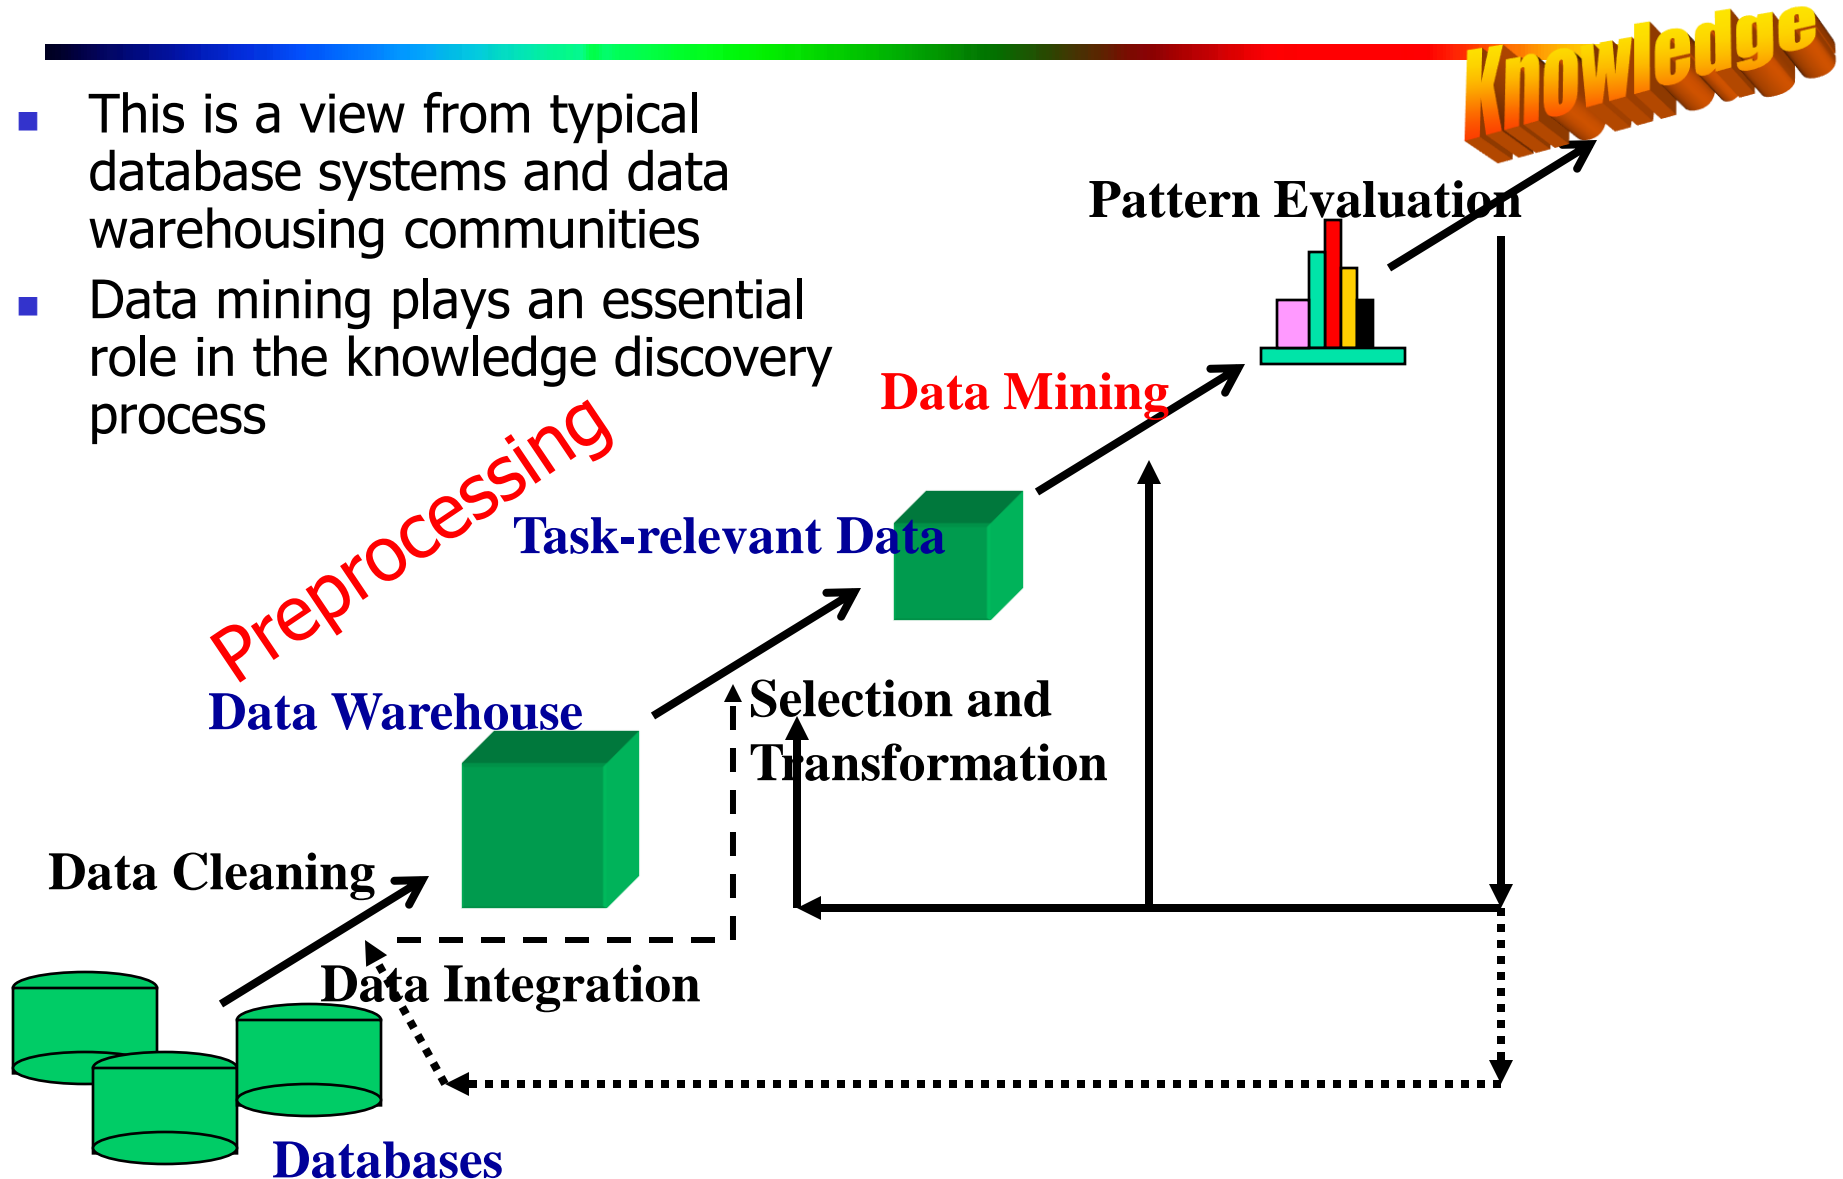 Knowledge
This is a view from typical
database systems and data
warehousing communities
Data mining plays an essential
role in the knowledge discovery
process
Pattern Evaluation
Data Mining
Preprocessing
Task-relevant Data
Data Warehouse
Selection and
Transformation
Data Cleaning
Data Integration
Databases